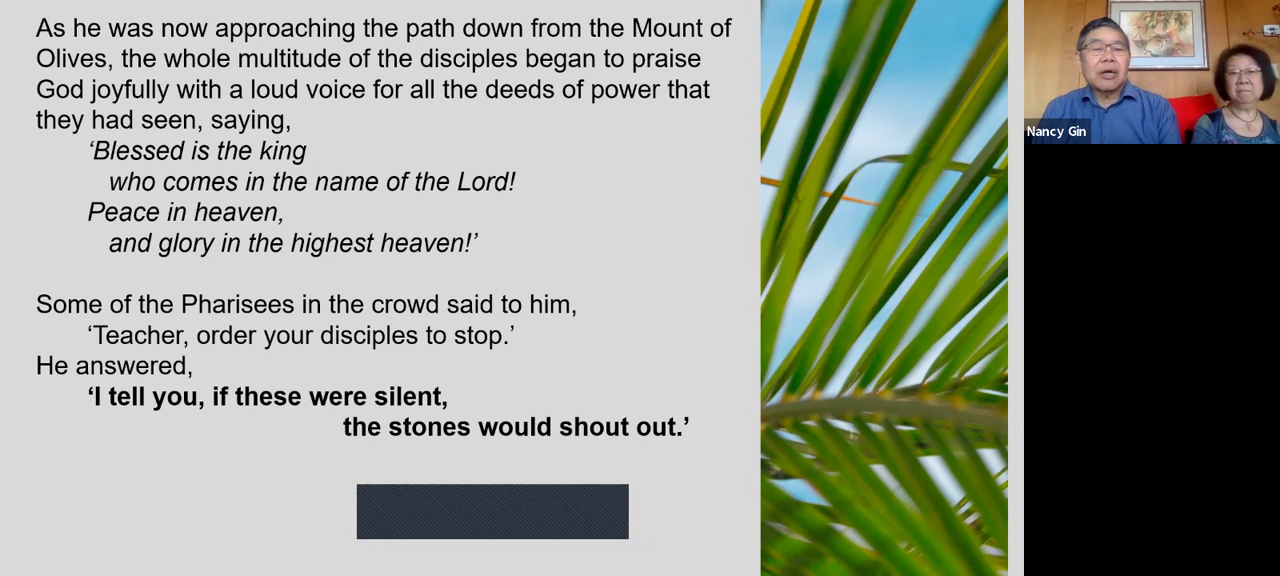 As he was now approaching the path down from the Mount of
Olives, the whole multitude of the disciples began to praise
God joyfully with a loud voice for all the deeds of power that
they had seen, saying,
‘Blessed is the king
who comes in the name of the Lord!
Peace in heaven,
and glory in the highest heaven!’
Some of the Pharisees in the crowd said to him,
‘Teacher, order your disciples to stop.’
He answered,
‘I tell you, if these were silent,
the stones would shout out.’
Nancy Gin